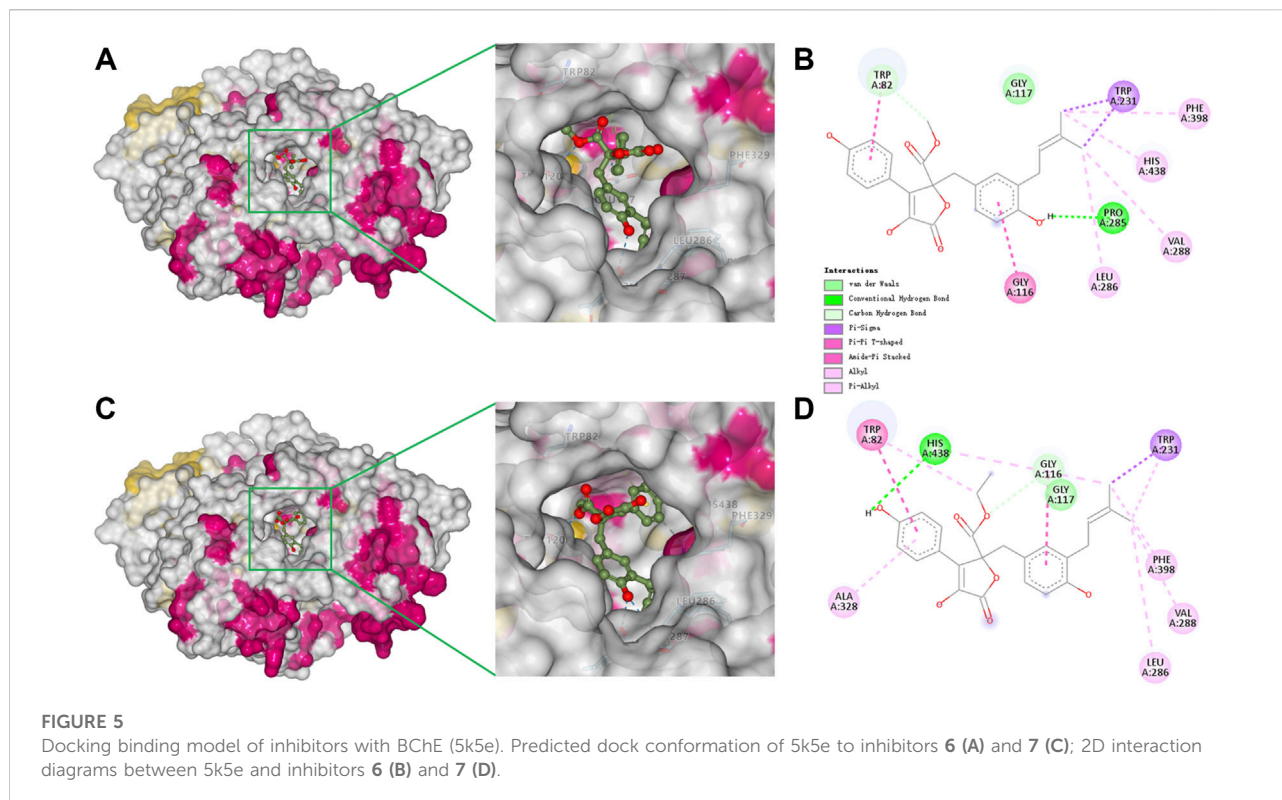 A
TRP82
PHE329
LEU286
B
TRP
A:82
GLY
A:117
TRP
A:231
PHE
A:398
HIS
A:438
PRO
A:285
VAL
A:288
LEU
A:286
GLY
A:116
O
O
O
O
O
O
O
H
Interactions
van der Waals
Conventional Hydrogen Bond
Carbon Hydrogen Bond
Pi-Sigma
Pi-Pi T-shaped
Amide-Pi Stacked
Alkyl
Pi-Alkyl
C
TRP82
S438
PHE329
120
LEU286
287
D
TRP
A:82
HIS
A:438
GLY
A:116
GLY
A:117
TRP
A:231
PHE
A:398
VAL
A:288
LEU
A:286
ALA
A:328
H
O
O
O
O
O
O
O
FIGURE 5
Docking binding model of inhibitors with BChE (5k5e). Predicted dock conformation of 5k5e to inhibitors 6 (A) and 7 (C); 2D interaction
diagrams between 5k5e and inhibitors 6 (B) and 7 (D).